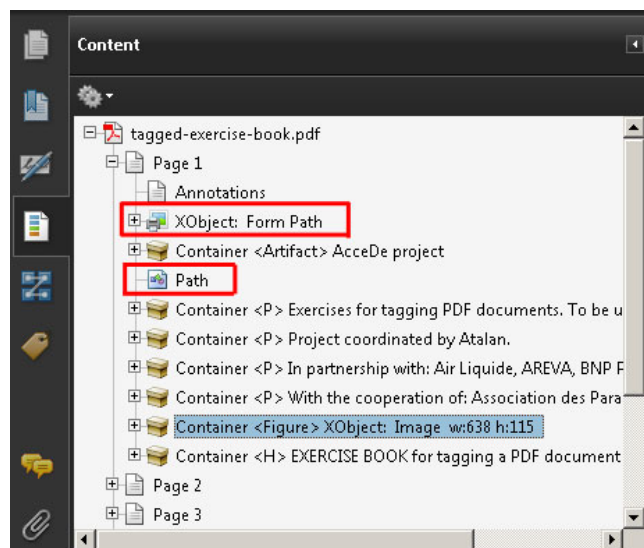 Content
tagged-exercise-book.pdf
Page 1
Annotations
XObject: Form Path
Container <Artifact> AcceDe project
Path
Container <P> Exercises for tagging PDF documents. To be u
Container <P> Project coordinated by Atalan.
Container <P> In partnership with: Air Liquide, AREVA, BNP F
Container <P> With the cooperation of: Association des Para
Container <Figure> XObject: Image w:638 h:115
Container <H> EXERCISE BOOK for tagging a PDF document
Page 2
Page 3